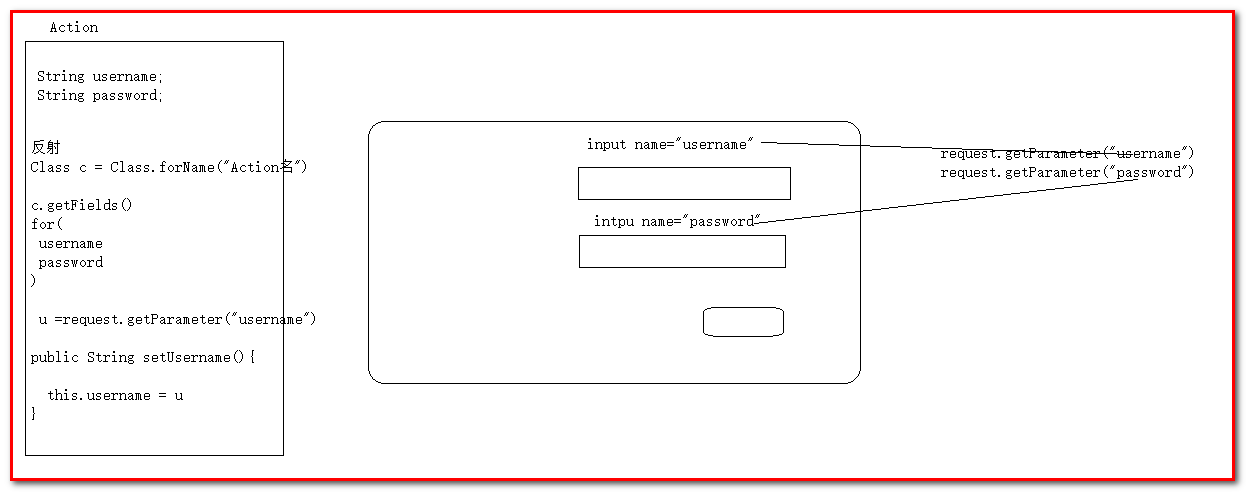 Action
String username;
String password;
反射
Class c = Class.forName("Action名")
c.getFields()
for(
username
password
)
u =request.getParameter("username")
public String setUsername(){
this.username = u
}
input name="username"
intpu name="password"
request.getParameter("username")
request.getParameter("password")